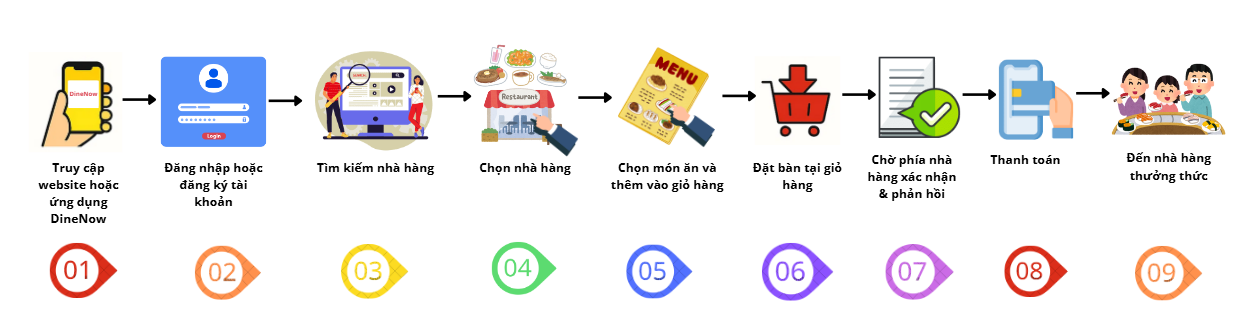 DineNow
Login
SEARCH
Restaurant
MENU
Truy cập
website hoặc
ứng dụng
DineNow
Đăng nhập hoặc
đăng ký tài
khoản
Tìm kiếm nhà hàng
Chọn nhà hàng
Chọn món ăn và
thêm vào giỏ hàng
Đặt bàn tại giỏ
hàng
Chờ phía nhà
hàng xác nhận
& phản hồi
Thanh toán
Đến nhà hàng
thưởng thức
01
02
03
04
05
06
07
08
09